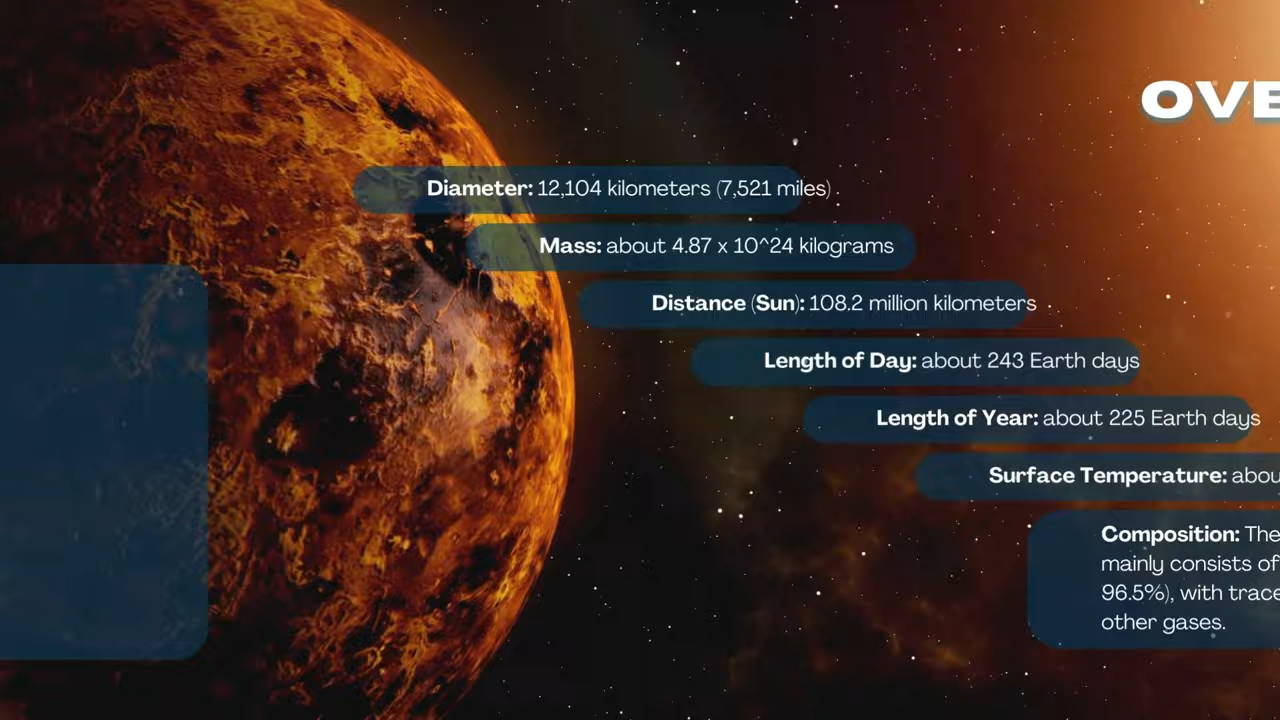 OVE
Diameter: 12,104 kilometers (7,521 miles)
Mass: about 4.87 x 10^24 kilograms
Distance (Sun): 108.2 million kilometers
Length of Day: about 243 Earth days
Length of Year: about 225 Earth days
Surface Temperature: abou
Composition: The
mainly consists of
96.5%), with trace
other gases.